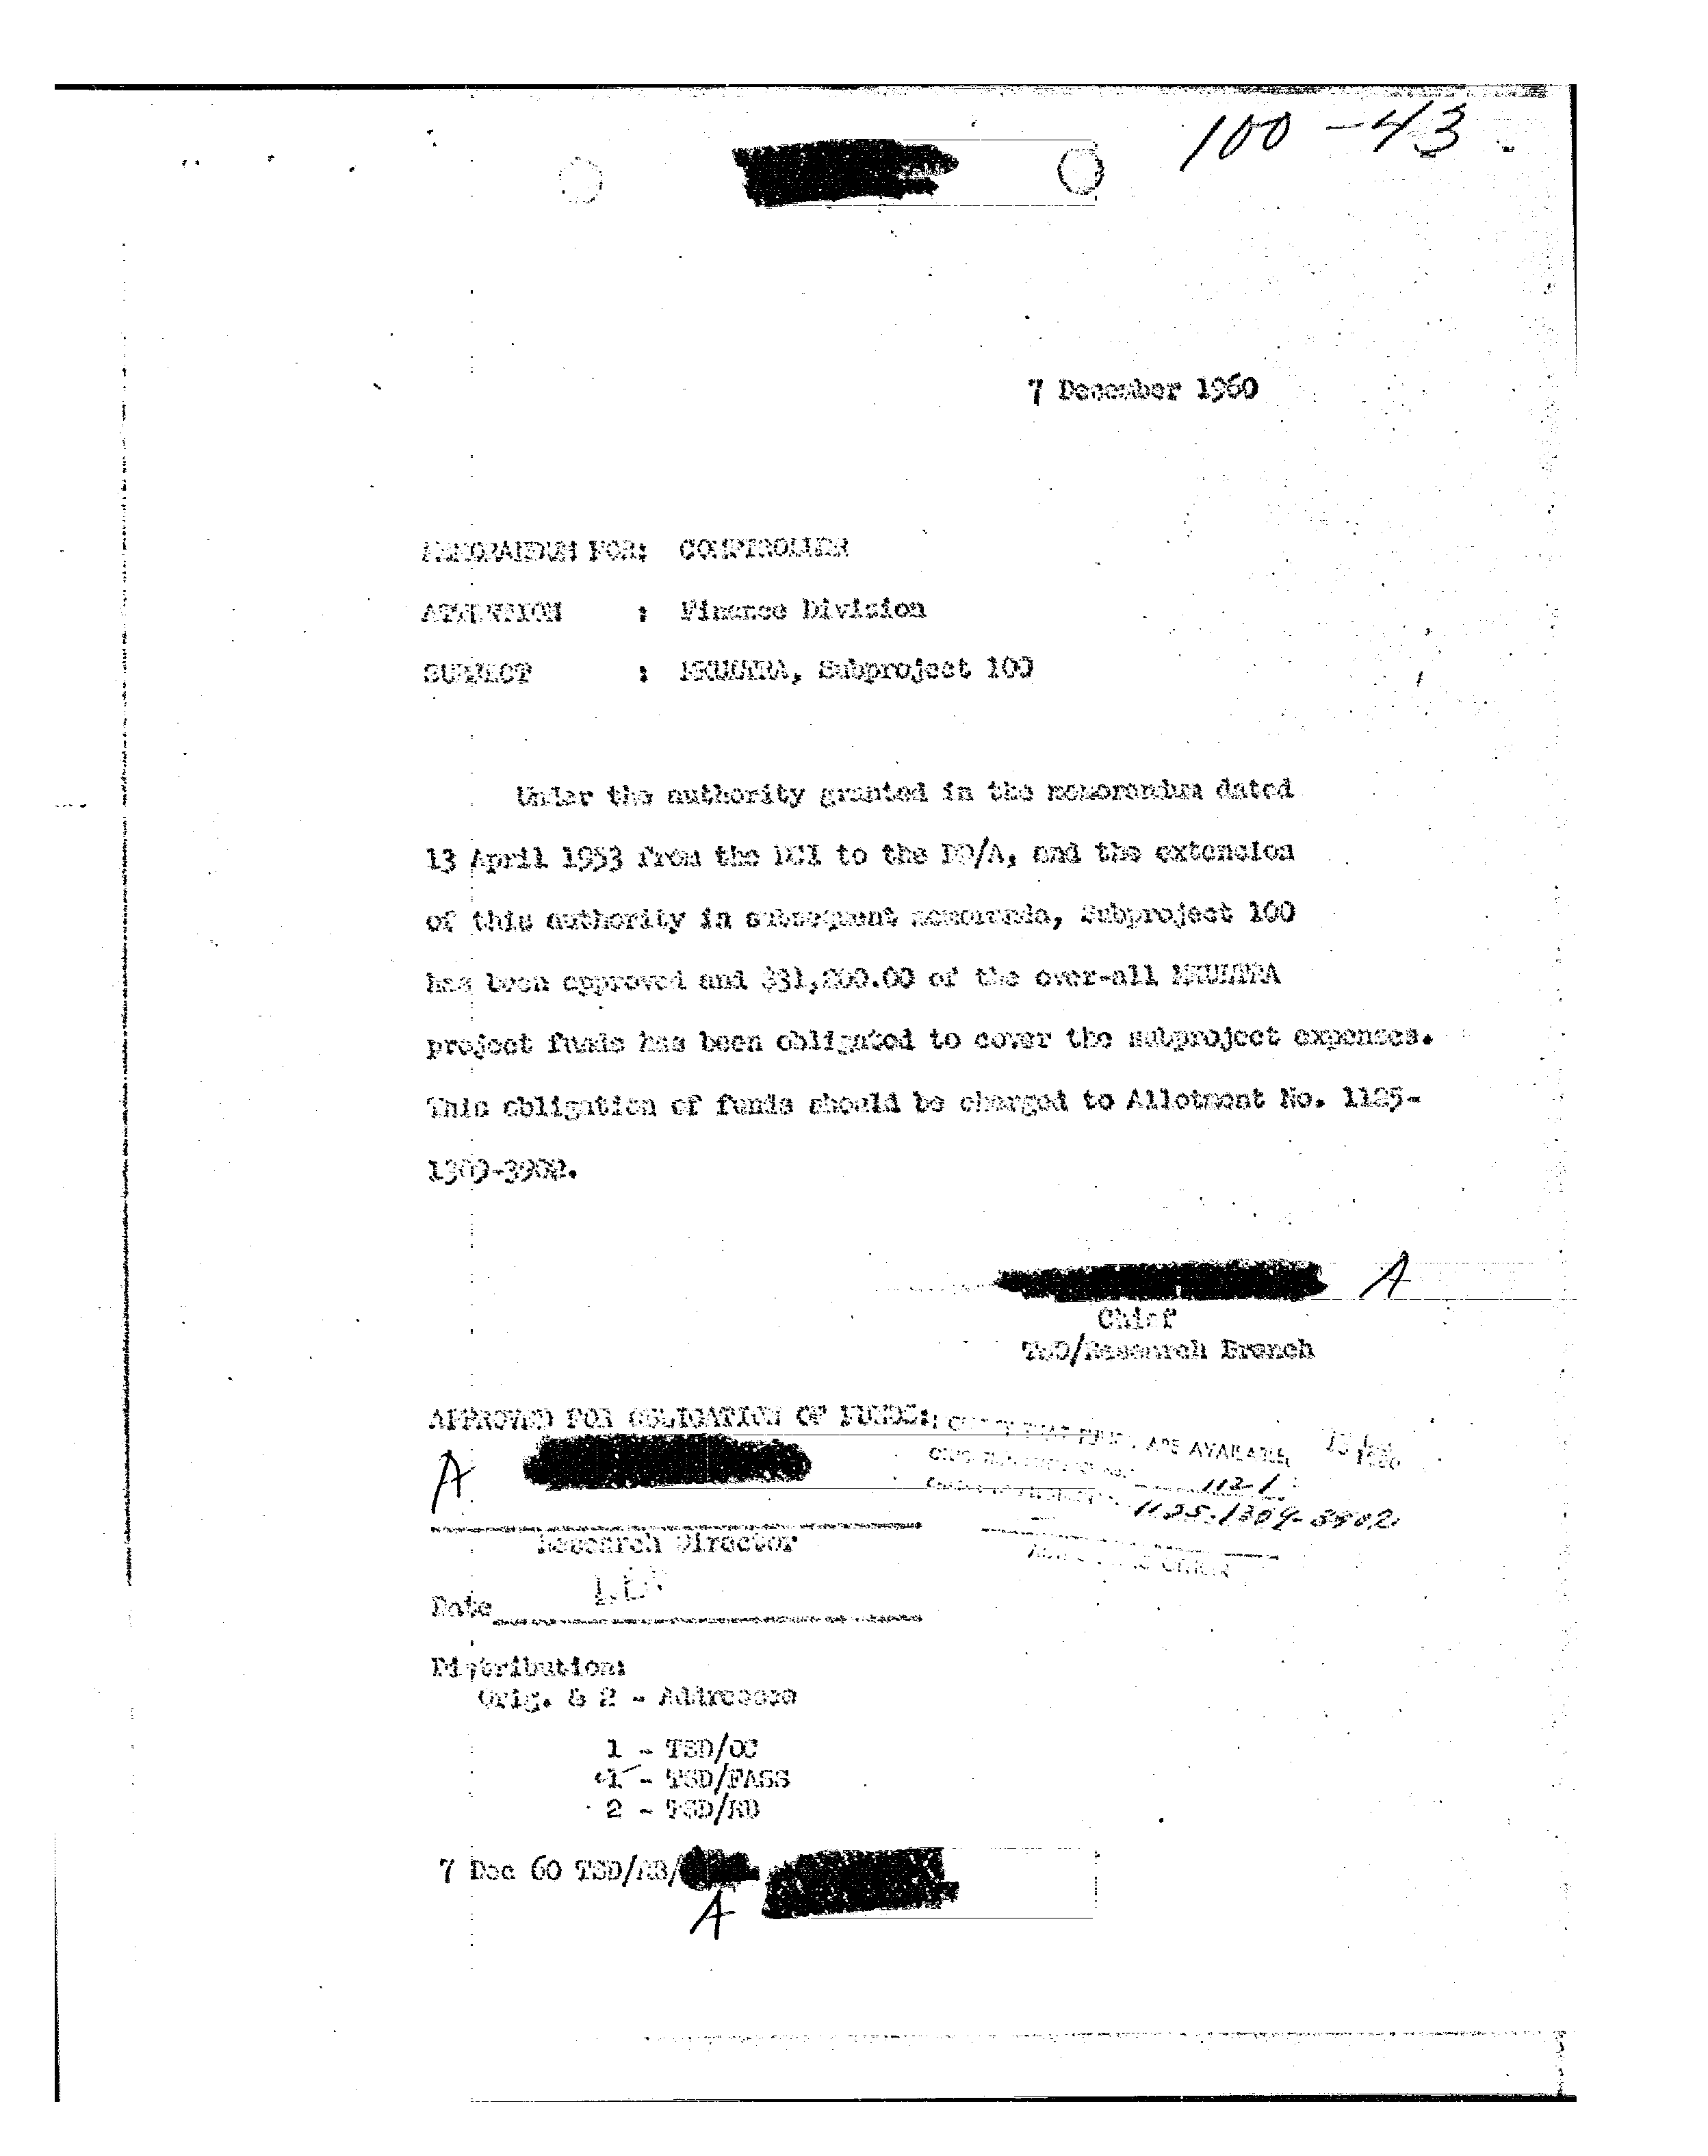 100-43
7 December 1960
MEMORANDUM FOR: COMPTROLLER
ATTENTION : Finance Division
SUBJECT : MKULTRA, Subproject 100
Under the authority granted in the memorandum dated
13 April 1953 from the DCI to the DD/A, and the extension
of this authority in subsequent memoranda, Subproject 100
has been approved and $31,200.00 of the over-all MKULTRA
project funds has been obligated to cover the subproject expenses.
This obligation of funds should be charged to Allotment No. 1125-
1309-3902.
A
Chief
TSD/Research Branch
APPROVED FOR OBLIGATION OF FUNDS:
I CERTIFY THAT FUNDS ARE AVAILABLE
A
112-1
1125-1309-3902
Research Director
Date
Distribution:
Orig. & 2 - Addressee
1 - TSD/OC
1 - TSD/FASS
2 - TSD/RB
7 Dec 60 TSD/RB/
A